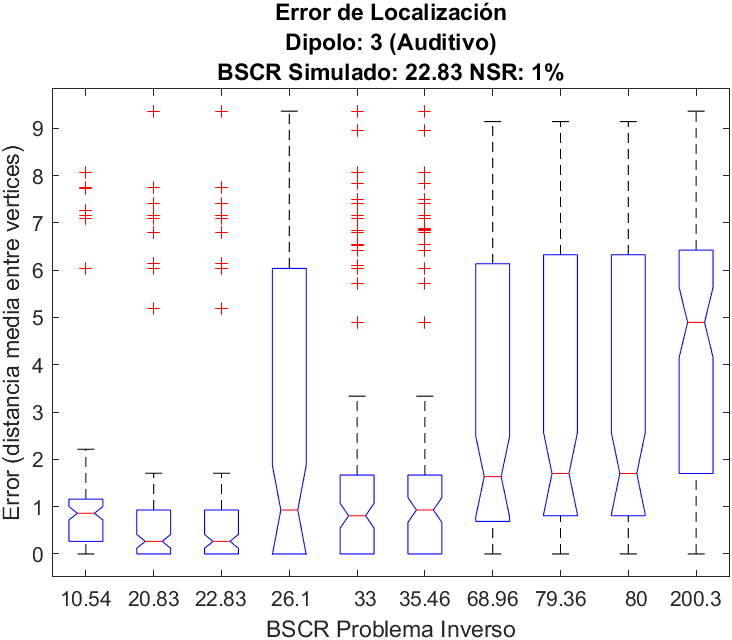 Error de Localización
Dipolo: 3 (Auditivo)
BSCR Simulado: 22.83 NSR: 1%
Error (distancia media entre vertices)
9
8
7
6
5
4
3
2
1
0
10.54 20.83 22.83 26.1 33 35.46 68.96 79.36 80 200.3
BSCR Problema Inverso